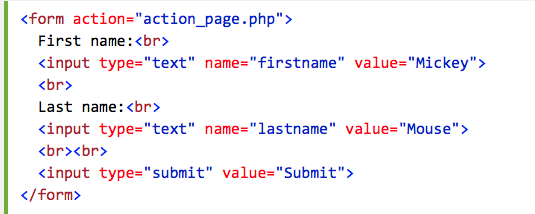 <form action="action_page.php">
  First name:<br>
  <input type="text" name="firstname" value="Mickey">
  <br>
  Last name:<br>
  <input type="text" name="lastname" value="Mouse">
  <br><br>
  <input type="submit" value="Submit">
</form>